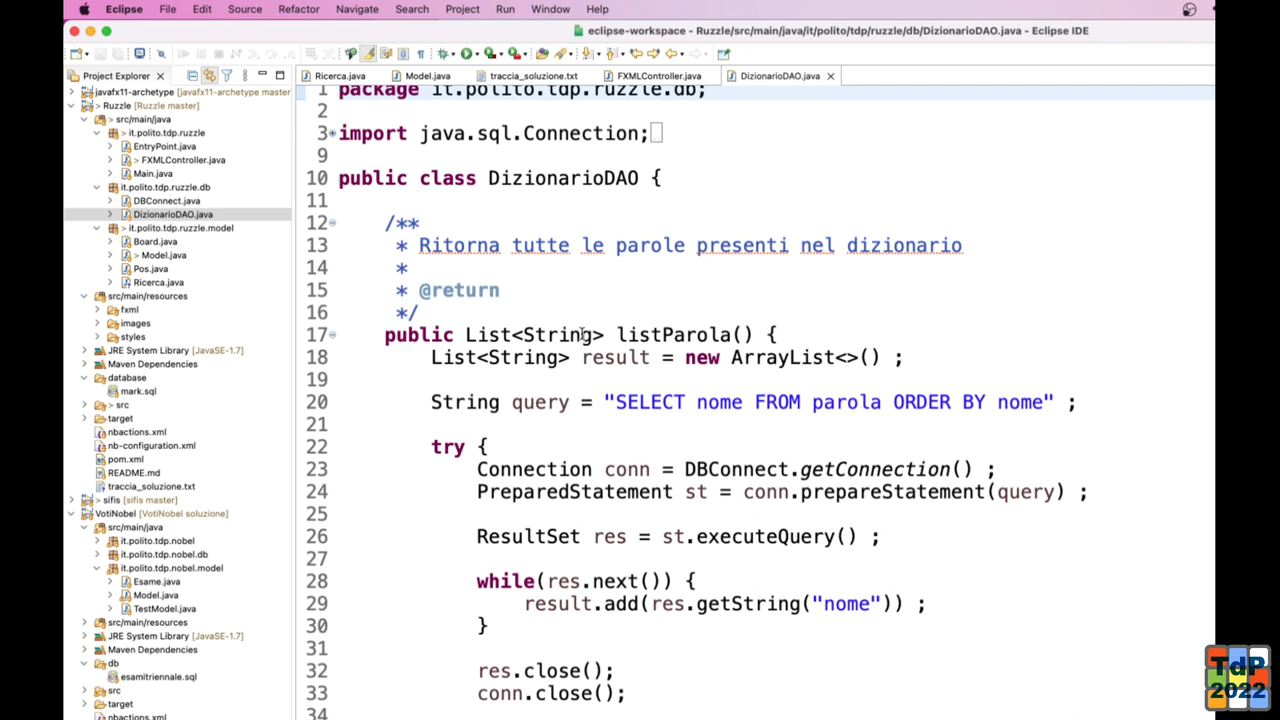 Eclipse File Edit Source Refactor Navigate Search Project Run Window Help
eclipse-workspace - Ruzzle/src/main/java/it/polito/tdp/ruzzle/db/DizionarioDAO.java - Eclipse IDE
Project Explorer
Ricerca.java Model.java traccia_soluzione.txt FXMLController.java DizionarioDAO.java
javafx11-archetype [javafx11-archetype master
> Ruzzle [Ruzzle master]
src/main/java
> it.polito.tdp.ruzzle
EntryPoint.java
> FXMLController.java
Main.java
it.polito.tdp.ruzzle.db
DBConnect.java
DizionarioDAO.java
> it.polito.tdp.ruzzle.model
Board.java
> Model.java
Pos.java
Ricerca.java
src/main/resources
fxml
images
styles
JRE System Library [JavaSE-1.7]
Maven Dependencies
database
mark.sql
> src
target
nbactions.xml
nb-configuration.xml
pom.xml
README.md
traccia_soluzione.txt
> sifis [sifis master]
VotiNobel [VotiNobel soluzione]
src/main/java
it.polito.tdp.nobel
it.polito.tdp.nobel.db
it.polito.tdp.nobel.model
Esame.java
Model.java
TestModel.java
src/main/resources
JRE System Library [JavaSE-1.7]
Maven Dependencies
db
esamitriennale.sql
src
target
nbactions.xml
1 package it.polito.tdp.ruzzle.db;
2
3 import java.sql.Connection;
9
10 public class DizionarioDAO {
11
12 /**
13 * Ritorna tutte le parole presenti nel dizionario
14 *
15 * @return
16 */
17 public List<String> listParola() {
18 List<String> result = new ArrayList<>() ;
19
20 String query = "SELECT nome FROM parola ORDER BY nome" ;
21
22 try {
23 Connection conn = DBConnect.getConnection() ;
24 PreparedStatement st = conn.prepareStatement(query) ;
25
26 ResultSet res = st.executeQuery() ;
27
28 while(res.next()) {
29 result.add(res.getString("nome")) ;
30 }
31
32 res.close();
33 conn.close();
34
TdP
2022